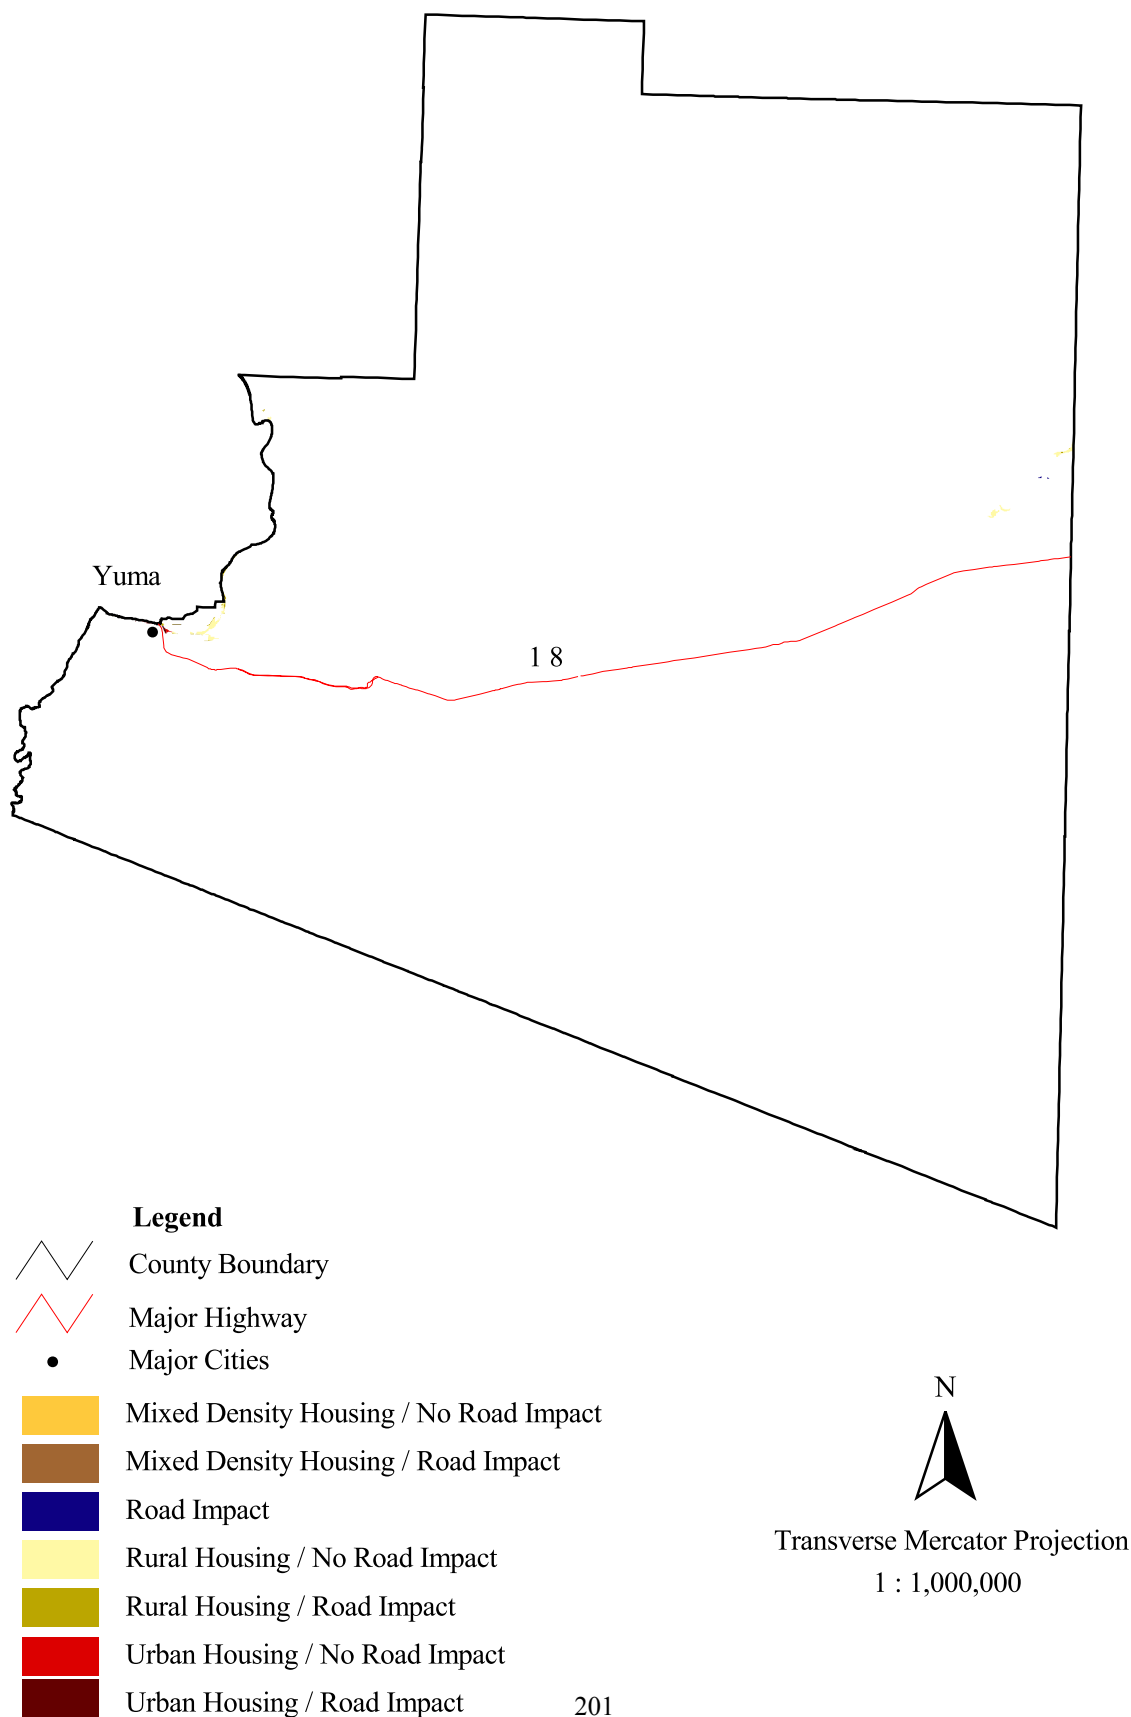 Yuma
1 8
Legend
County Boundary
Major Highway
Major Cities
Mixed Density Housing / No Road Impact
Mixed Density Housing / Road Impact
Road Impact
Rural Housing / No Road Impact
Rural Housing / Road Impact
Urban Housing / No Road Impact
Urban Housing / Road Impact
N
Transverse Mercator Projection
1 : 1,000,000
201